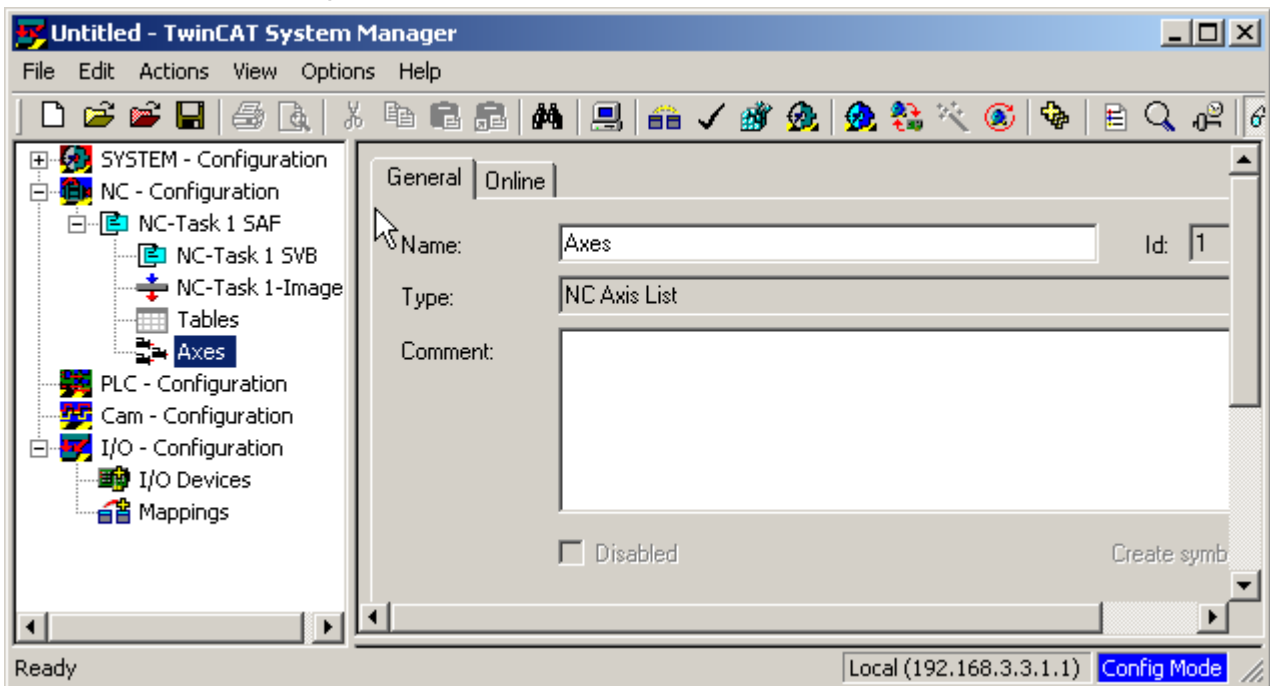 Untitled - TwinCAT System Manager
File Edit Actions View Options Help
SYSTEM - Configuration
NC - Configuration
NC-Task 1 SAF
NC-Task 1 SVB
NC-Task 1-Image
Tables
Axes
PLC - Configuration
Cam - Configuration
I/O - Configuration
I/O Devices
Mappings
General Online
Name: Axes Id: 1
Type: NC Axis List
Comment:
Disabled Create symb
Ready Local (192.168.3.3.1.1) Config Mode